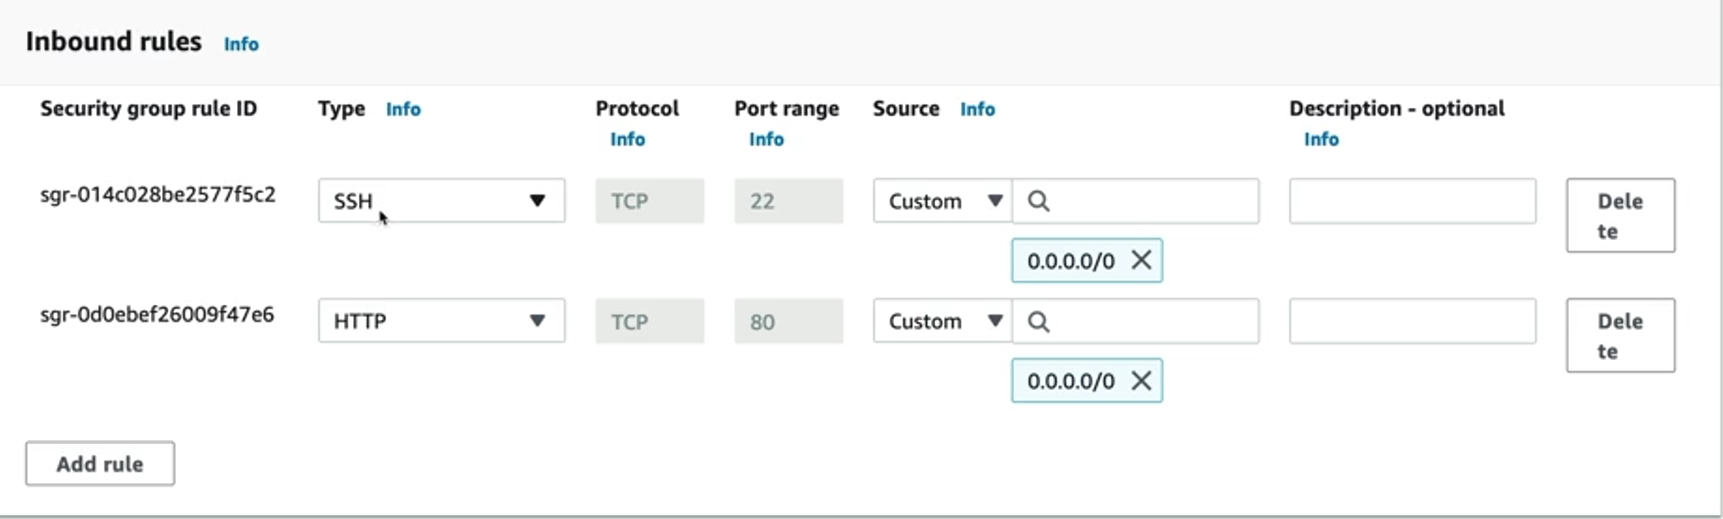 Inbound rules Info
Security group rule ID Type Info Protocol Info Port range Info Source Info Description - optional Info
sgr-014c028be2577f5c2 SSH TCP 22 Custom Delete
0.0.0.0/0
sgr-0d0ebef26009f47e6 HTTP TCP 80 Custom Delete
0.0.0.0/0
Add rule